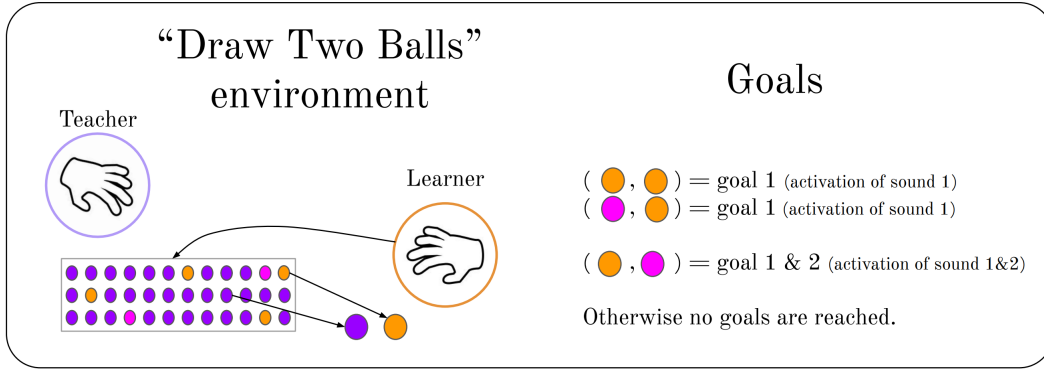 “Draw Two Balls”
environment
Teacher
Learner
Goals
( , ) = goal 1 (activation of sound 1)
( , ) = goal 1 (activation of sound 1)
( , ) = goal 1 & 2 (activation of sound 1&2)
Otherwise no goals are reached.